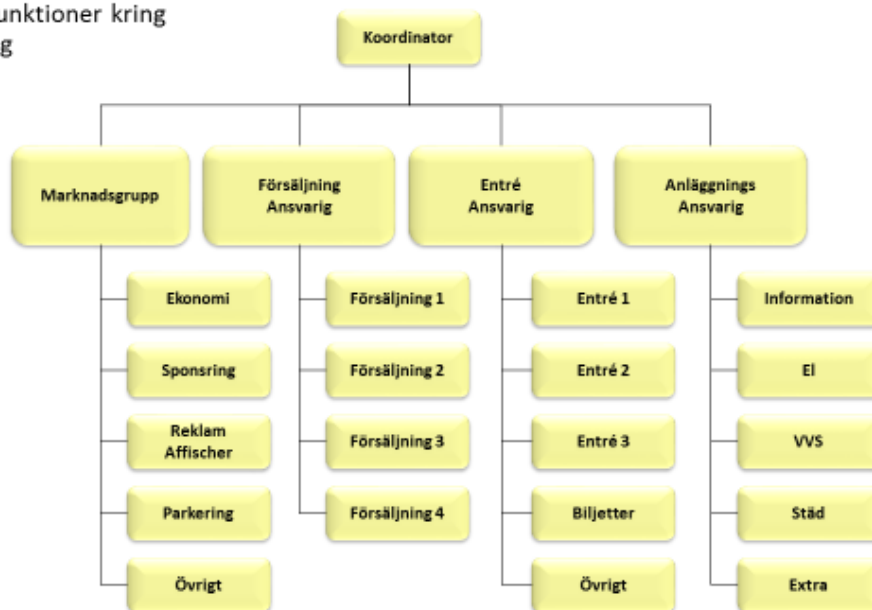 unktioner kring
g
Koordinator
Marknadsgrupp
Försäljning
Ansvarig
Entré
Ansvarig
Anläggnings
Ansvarig
Ekonomi
Sponsring
Reklam
Affischer
Parkering
Övrigt
Försäljning 1
Försäljning 2
Försäljning 3
Försäljning 4
Entré 1
Entré 2
Entré 3
Biljetter
Övrigt
Information
El
VVS
Städ
Extra